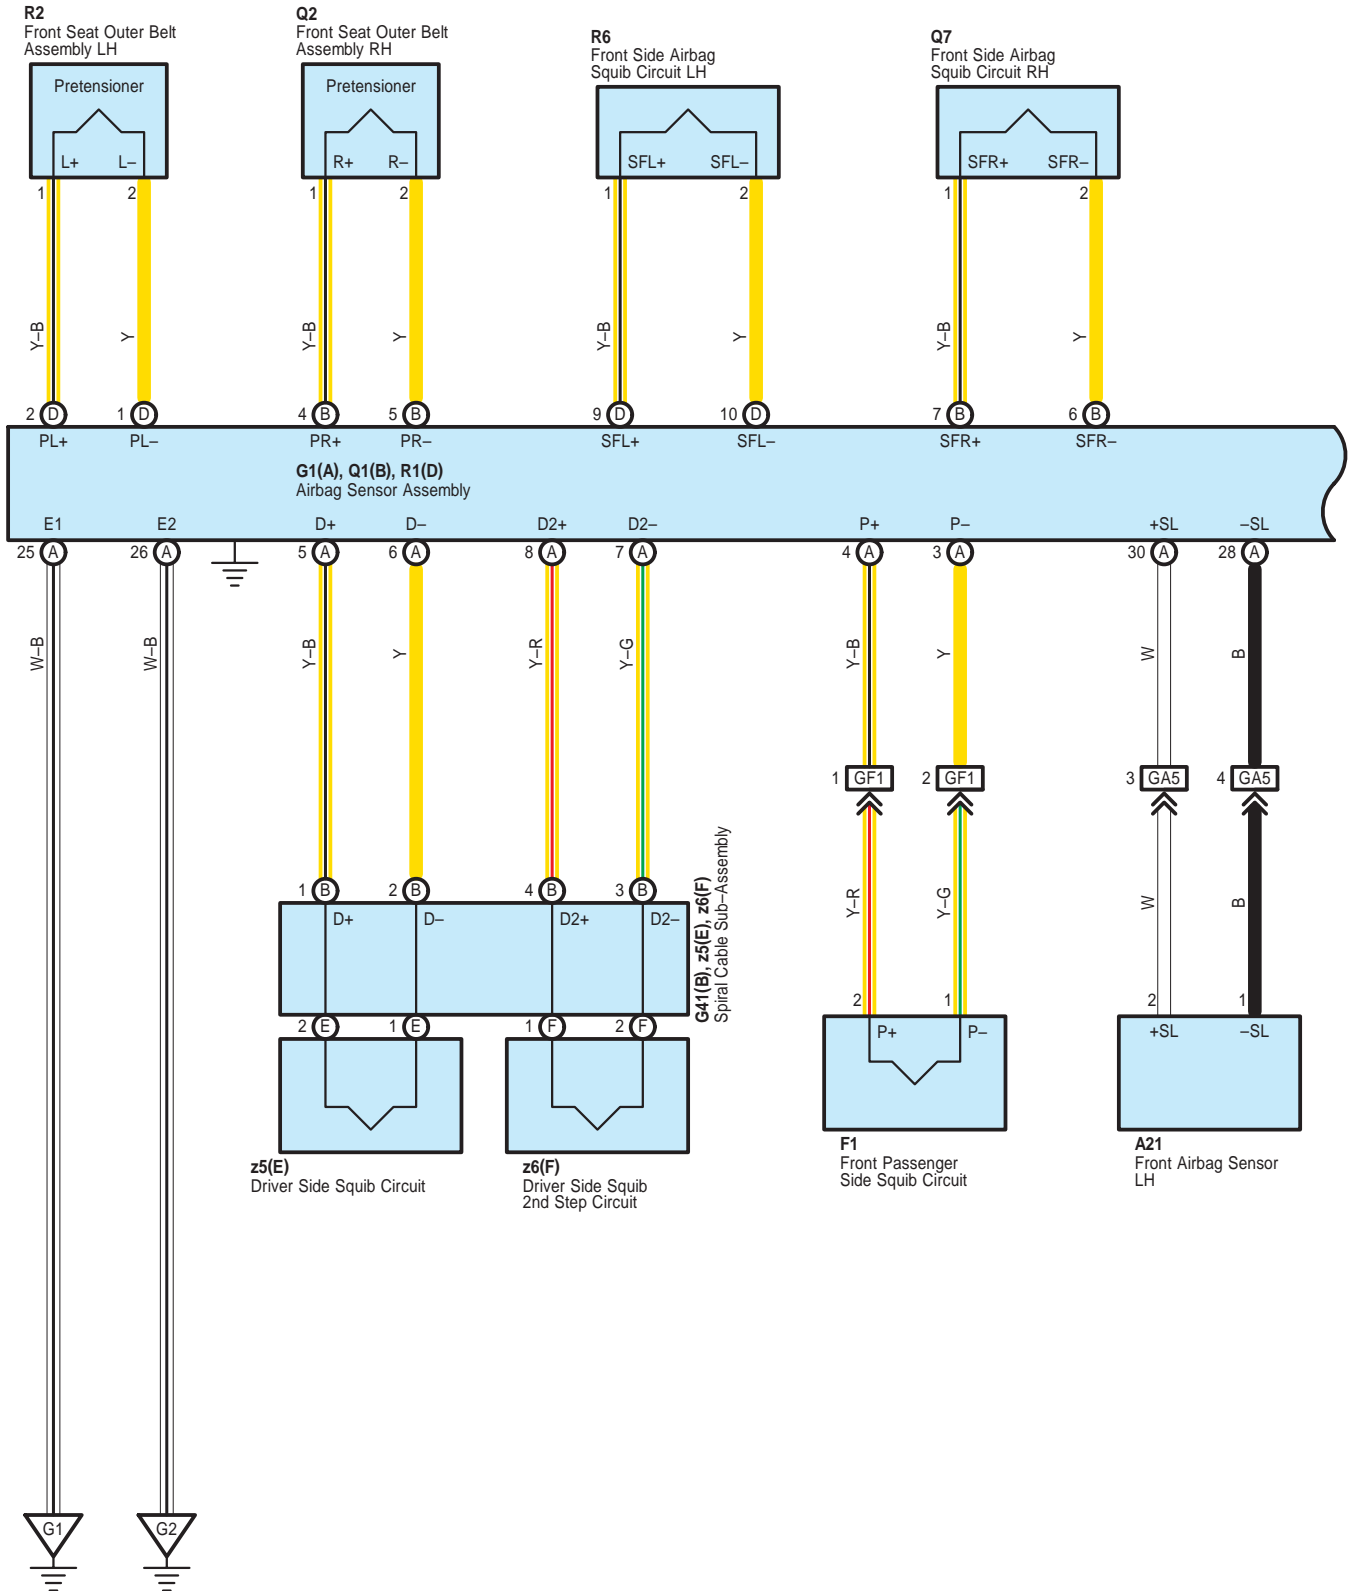 R2
Front Seat Outer Belt
Assembly LH
Q2
Front Seat Outer Belt
Assembly RH
R6
Front Side Airbag
Squib Circuit LH
Q7
Front Side Airbag
Squib Circuit RH
Pretensioner
Pretensioner
L+ L–
R+ R–
SFL+ SFL–
SFR+ SFR–
1 2
1 2
1 2
1 2
Y–B Y
Y–B Y
Y–B Y
Y–B Y
2 D 1 D
4 B 5 B
9 D 10 D
7 B 6 B
PL+ PL–
PR+ PR–
SFL+ SFL–
SFR+ SFR–
G1(A), Q1(B), R1(D)
Airbag Sensor Assembly
E1 E2 D+ D– D2+ D2– P+ P– +SL –SL
25 A 26 A 5 A 6 A 8 A 7 A 4 A 3 A 30 A 28 A
W–B W–B Y–B Y Y–R Y–G Y–B Y W B
1 GF1 2 GF1 3 GA5 4 GA5
Y–R Y–G W B
1 B 2 B 4 B 3 B
D+ D– D2+ D2–
G41(B), z5(E), z6(F)
Spiral Cable Sub–Assembly
2 E 1 E 1 F 2 F
2 1 2 1
P+ P– +SL –SL
z5(E)
Driver Side Squib Circuit
z6(F)
Driver Side Squib
2nd Step Circuit
F1
Front Passenger
Side Squib Circuit
A21
Front Airbag Sensor
LH
G1 G2